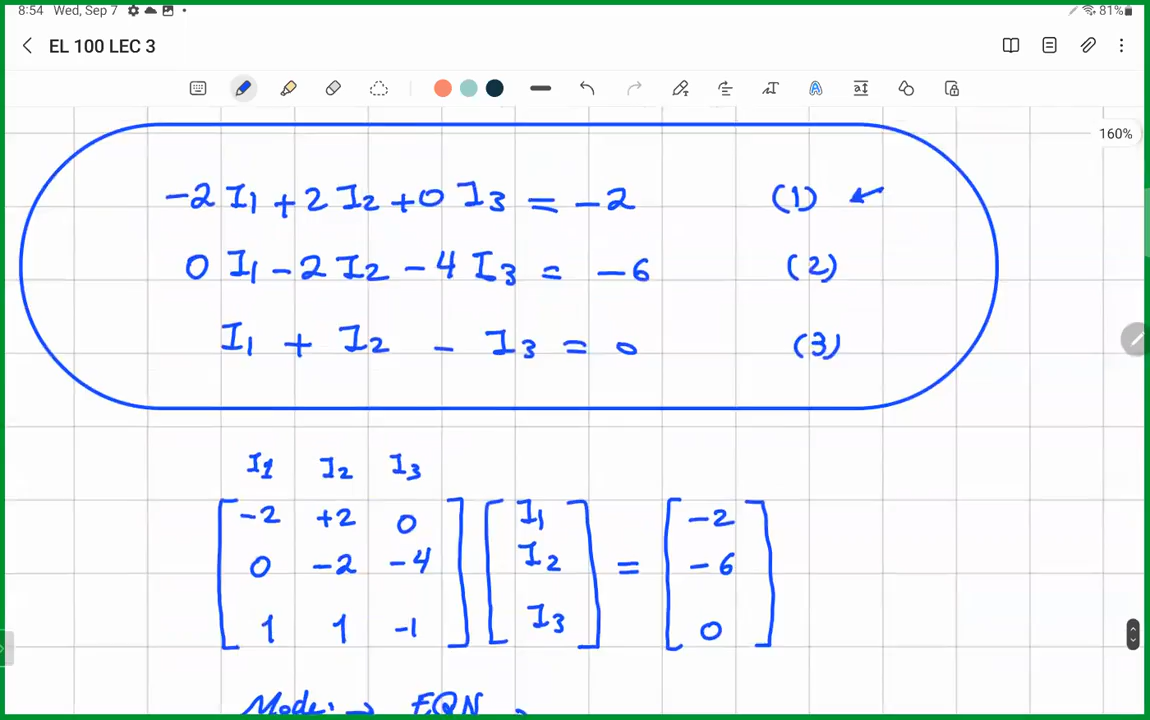 8:54 Wed, Sep 7 81%
EL 100 LEC 3
160%
-2 I1 + 2 I2 + 0 I3 = -2 (1) ←
0 I1 - 2 I2 - 4 I3 = -6 (2)
I1 + I2 - I3 = 0 (3)
I1 I2 I3
[ -2 +2 0 ] [ I1 ] = [ -2 ]
[ 0 -2 -4 ] [ I2 ] = [ -6 ]
[ 1 1 -1 ] [ I3 ] [ 0 ]
Mode: → EQN